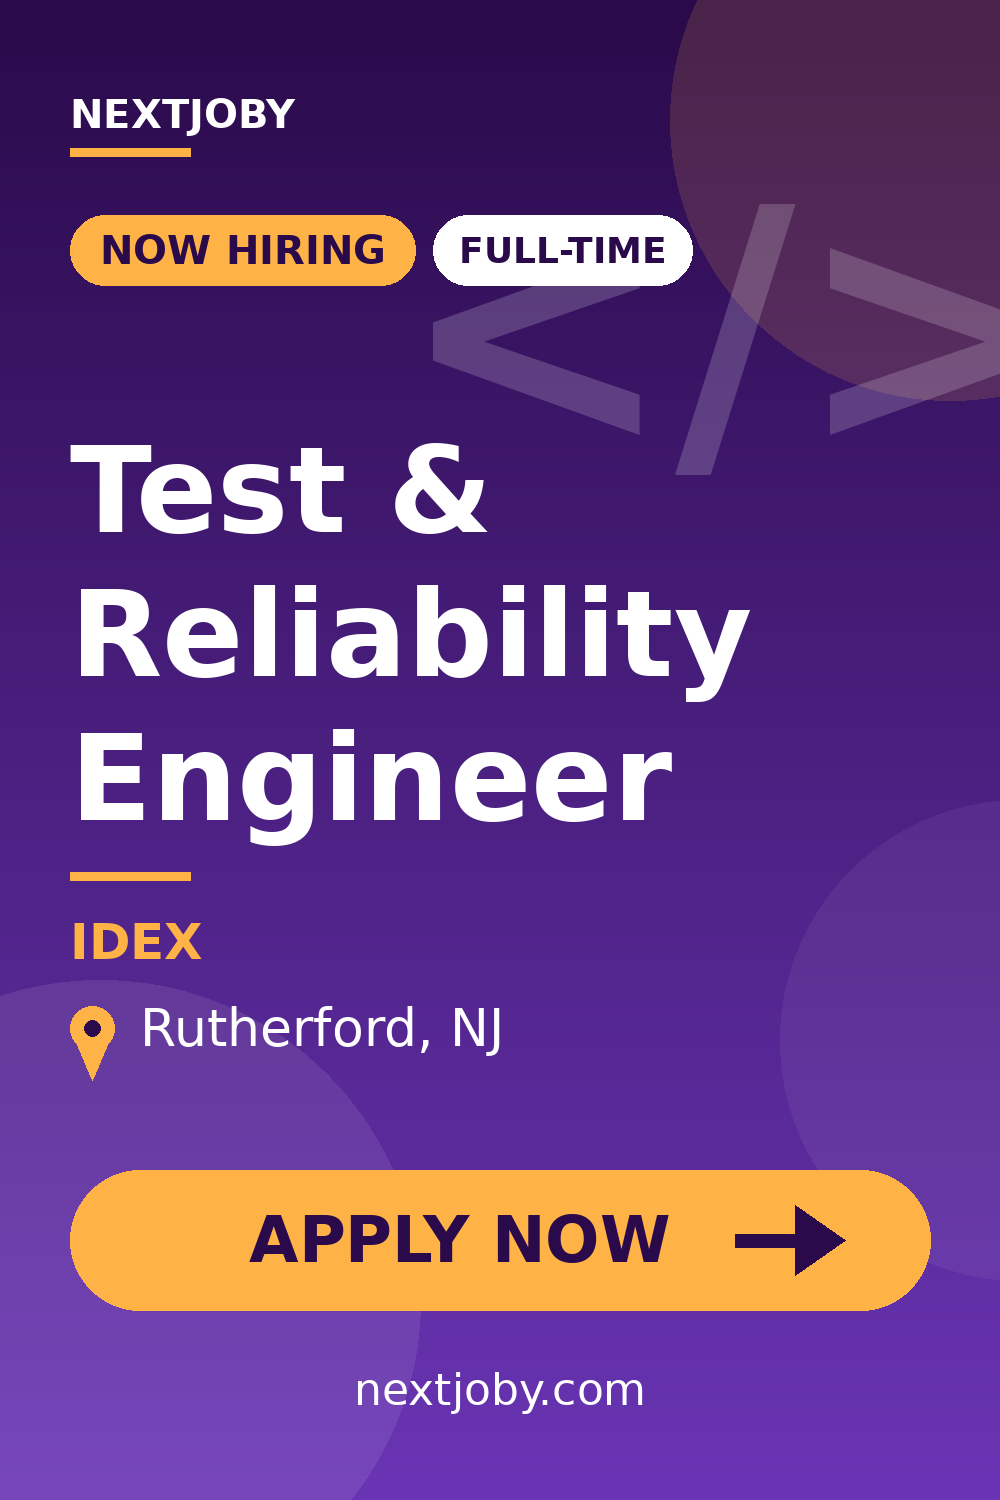 NEXTJOBY
NOW HIRING
FULL-TIME
</>
Test &
Reliability
Engineer
IDEX
Rutherford, NJ
APPLY NOW
nextjoby.com